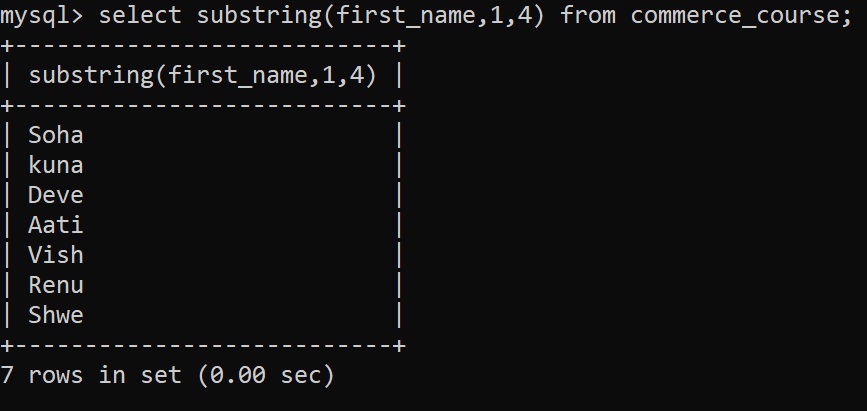 mysql> select substring(first_name,1,4) from commerce_course;
+---------------------------+
| substring(first_name,1,4) |
+---------------------------+
| Soha                      |
| kuna                      |
| Deve                      |
| Aati                      |
| Vish                      |
| Renu                      |
| Shwe                      |
+---------------------------+
7 rows in set (0.00 sec)